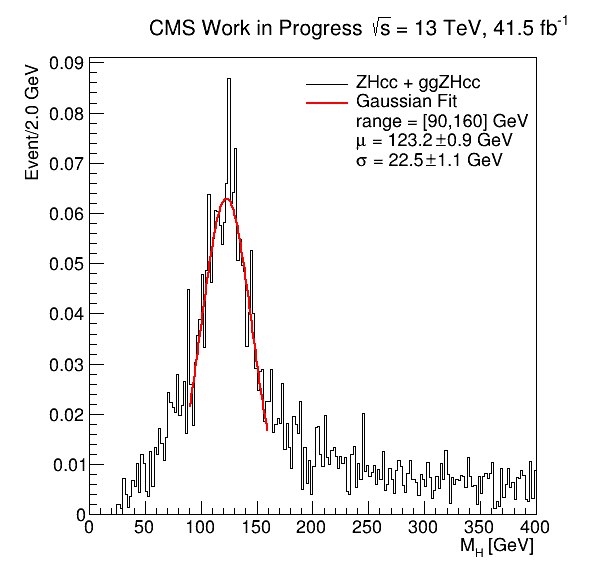 CMS Work in Progress √s = 13 TeV, 41.5 fb⁻¹
Event/2.0 GeV
0.09
0.08
0.07
0.06
0.05
0.04
0.03
0.02
0.01
0
ZHcc + ggZHcc
Gaussian Fit
range = [90,160] GeV
μ = 123.2±0.9 GeV
σ = 22.5±1.1 GeV
0 50 100 150 200 250 300 350 400
M_H [GeV]